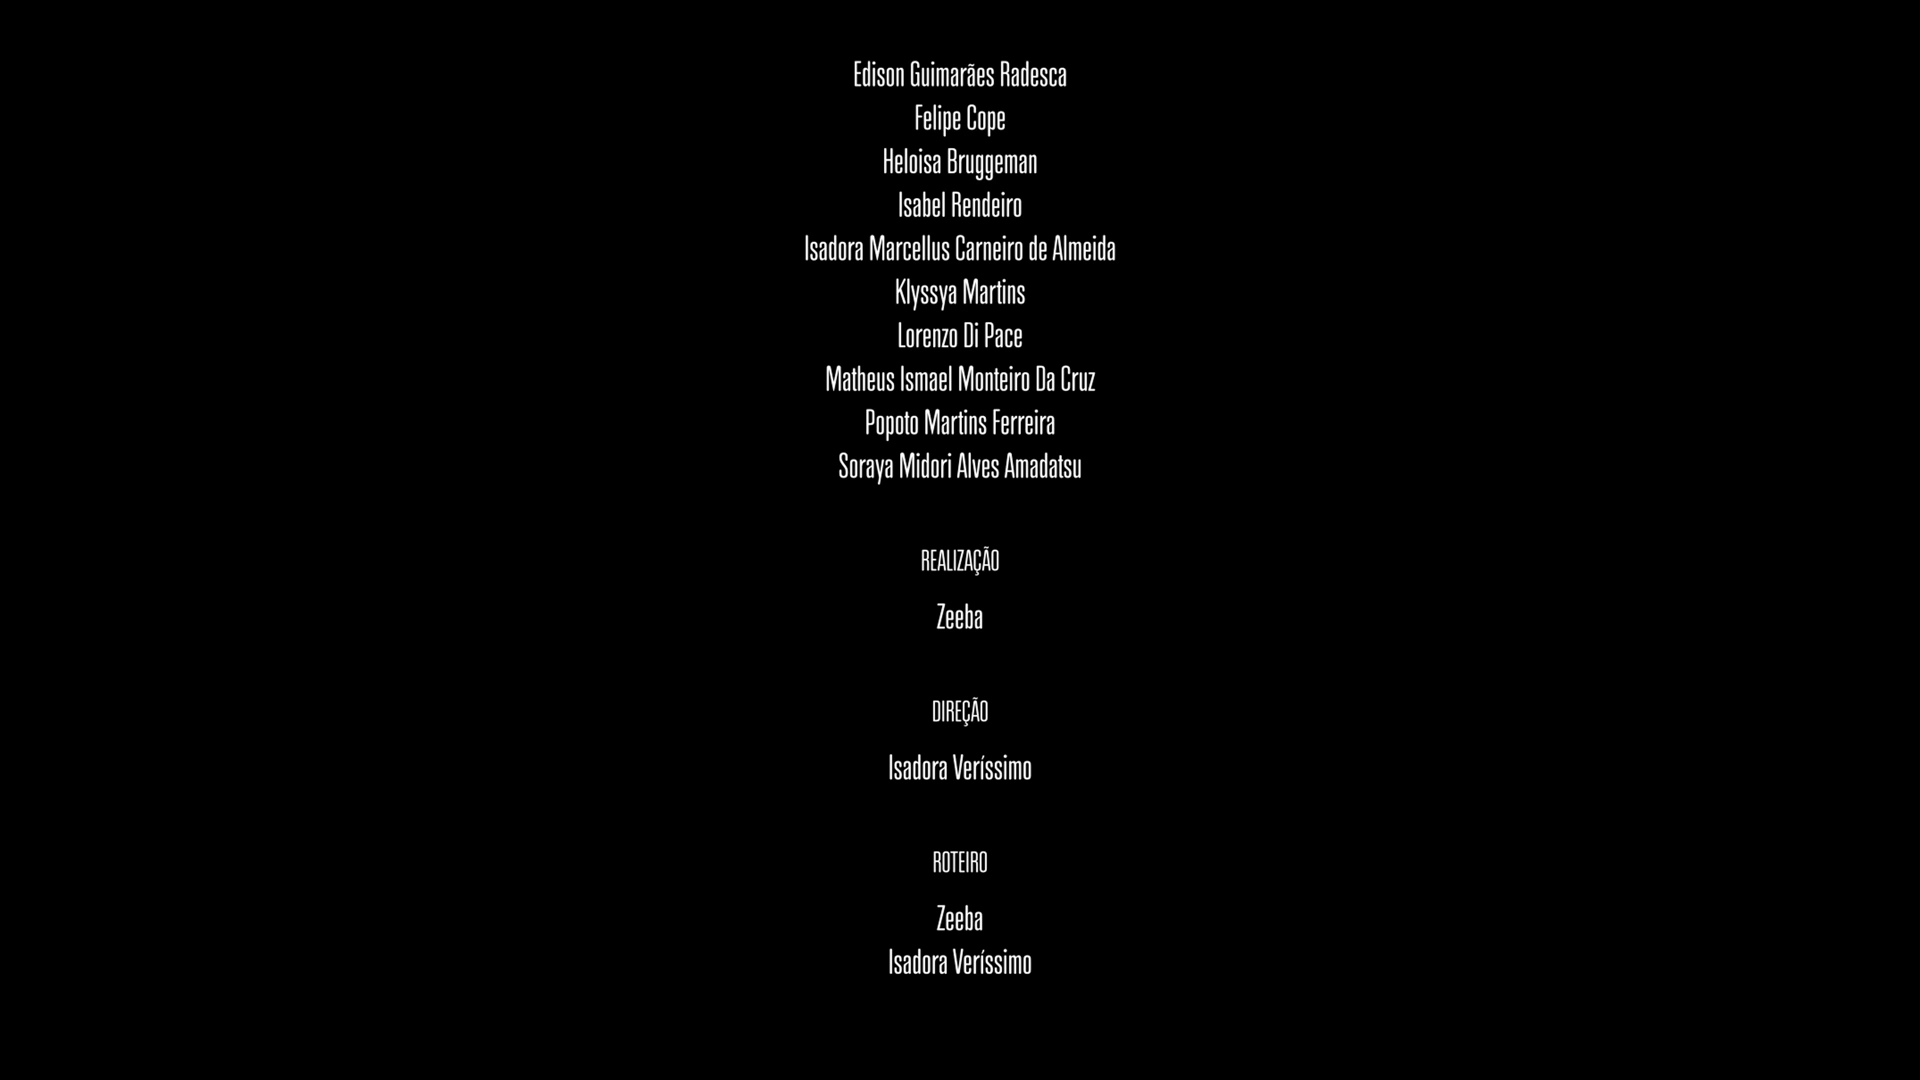 Edison Guimarães Radesca
Felipe Cope
Heloisa Bruggeman
Isabel Rendeiro
Isadora Marcellus Carneiro de Almeida
Klyssya Martins
Lorenzo Di Pace
Matheus Ismael Monteiro Da Cruz
Popoto Martins Ferreira
Soraya Midori Alves Amadatsu
REALIZAÇÃO
Zeeba
DIREÇÃO
Isadora Veríssimo
ROTEIRO
Zeeba
Isadora Veríssimo